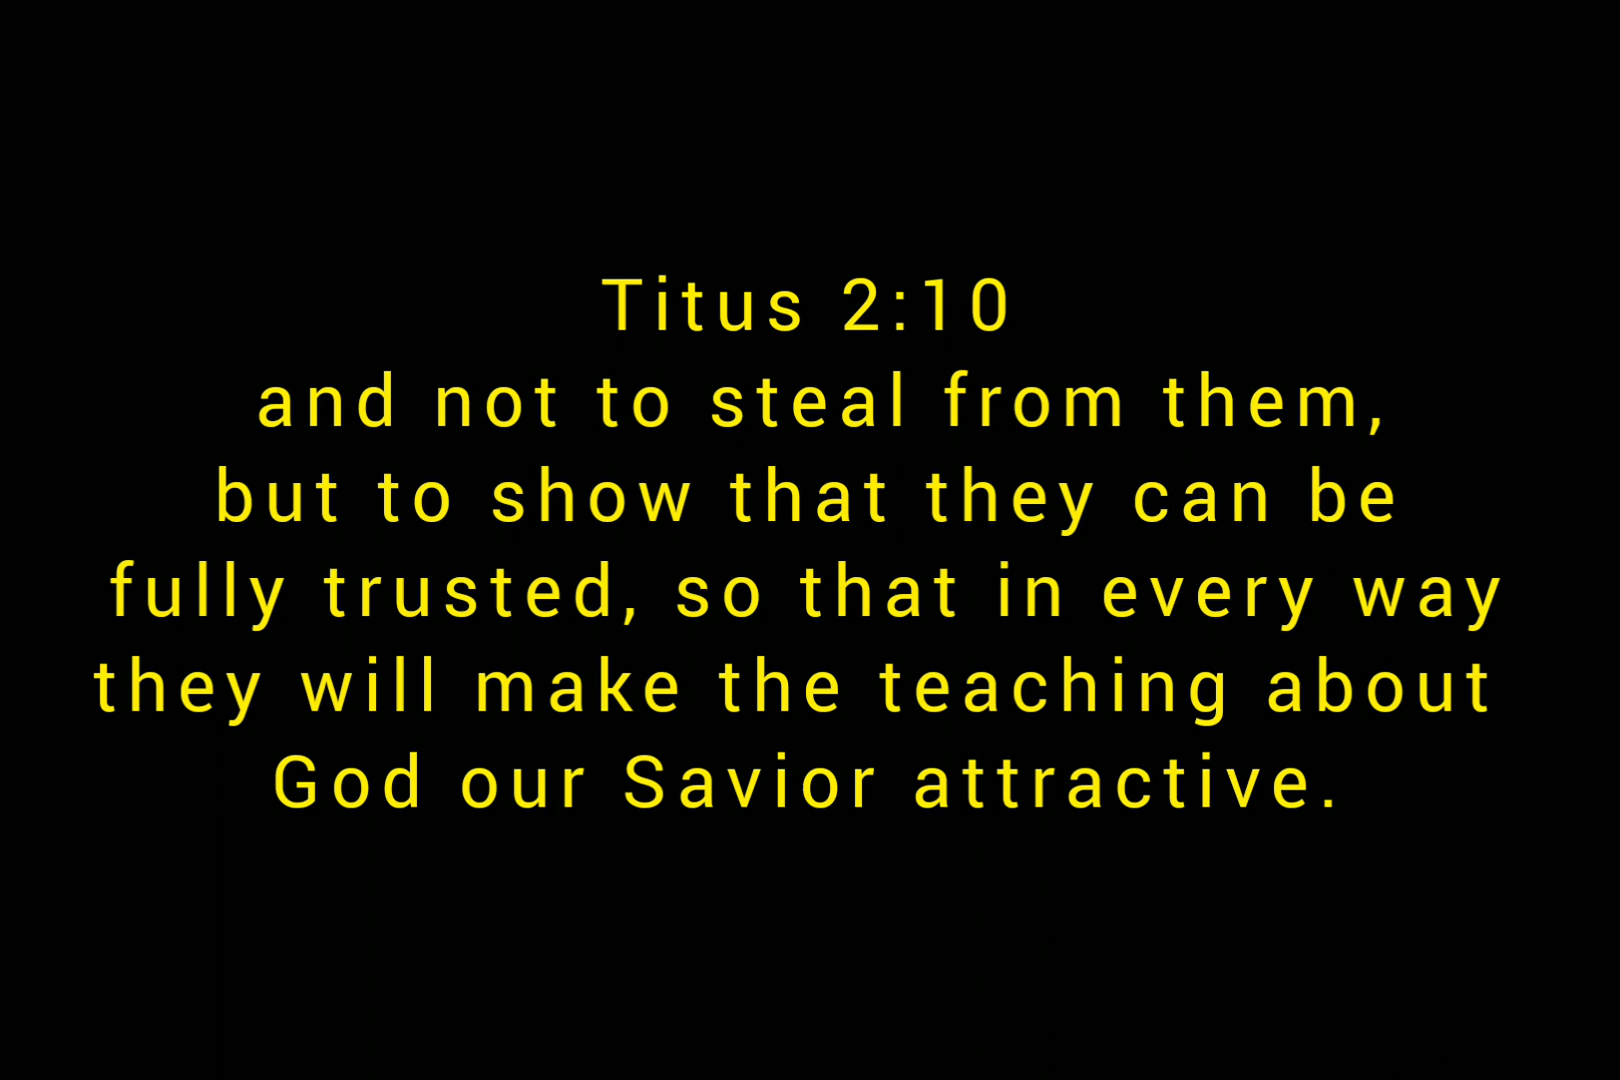 Titus 2:10
and not to steal from them,
but to show that they can be
fully trusted, so that in every way
they will make the teaching about
God our Savior attractive.